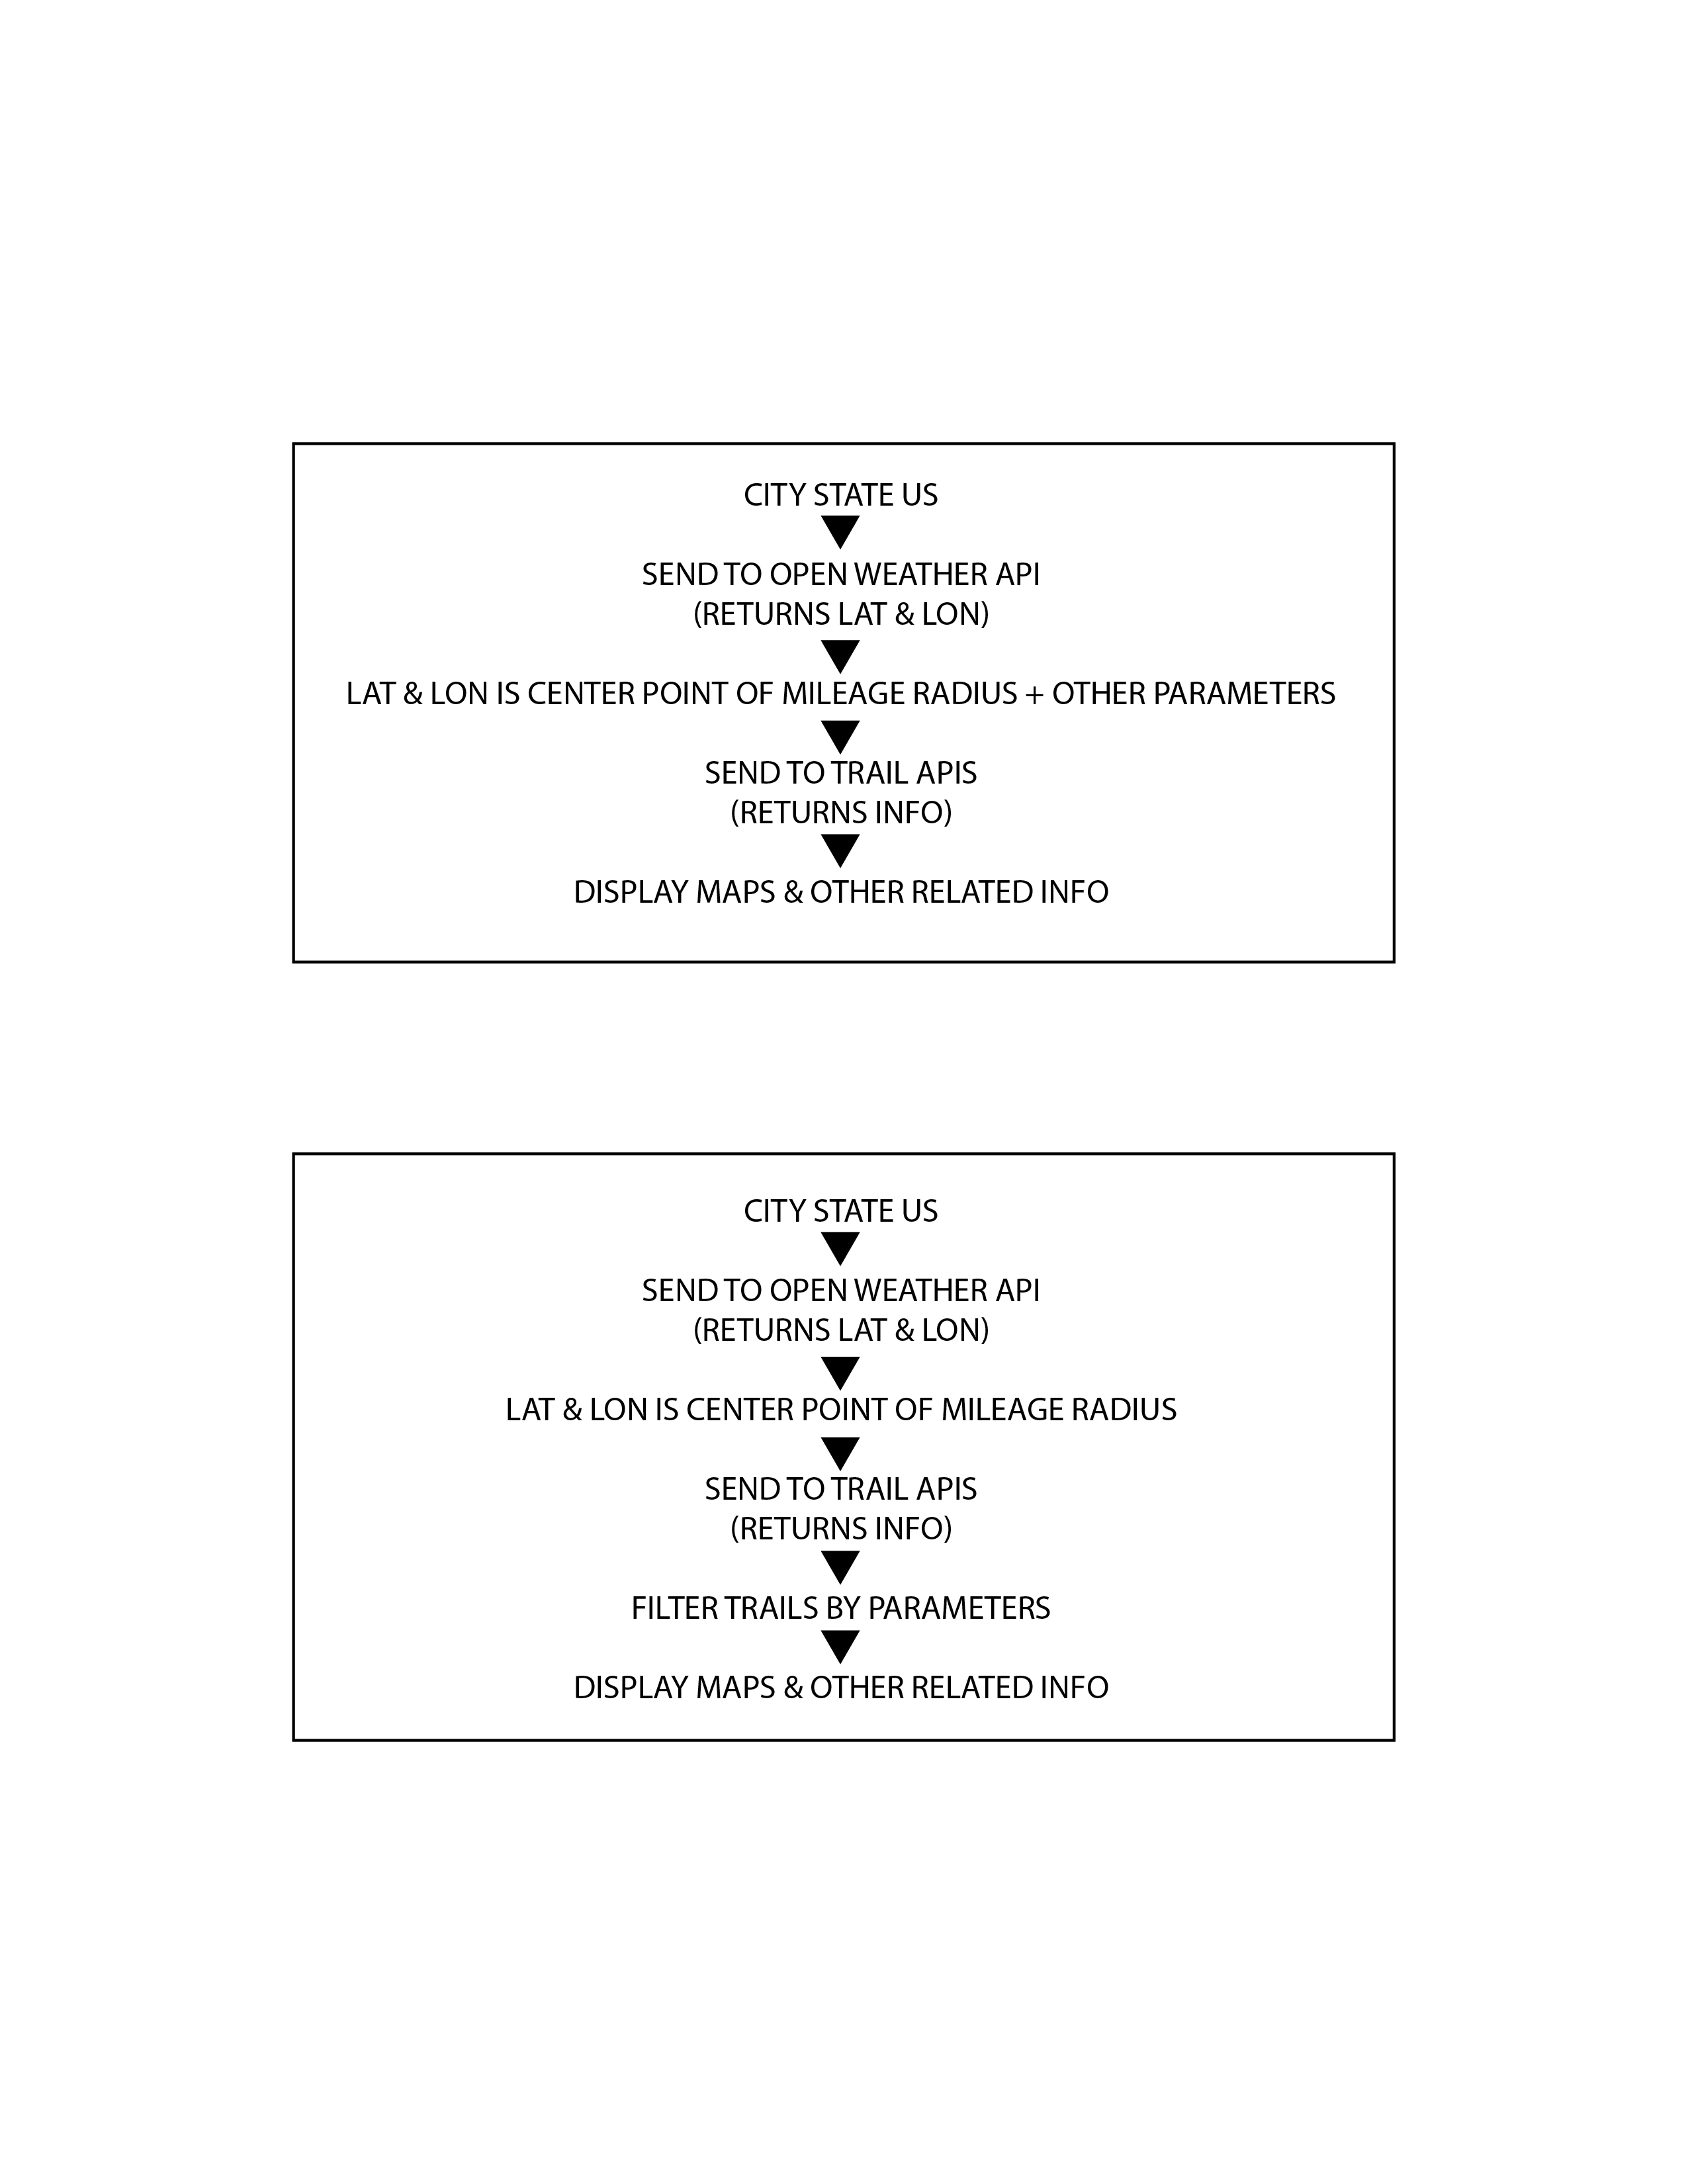 CITY STATE US
SEND TO OPEN WEATHER API
(RETURNS LAT & LON)
LAT & LON IS CENTER POINT OF MILEAGE RADIUS + OTHER PARAMETERS
SEND TO TRAIL APIS
(RETURNS INFO)
DISPLAY MAPS & OTHER RELATED INFO
CITY STATE US
SEND TO OPEN WEATHER API
(RETURNS LAT & LON)
LAT & LON IS CENTER POINT OF MILEAGE RADIUS
SEND TO TRAIL APIS
(RETURNS INFO)
FILTER TRAILS BY PARAMETERS
DISPLAY MAPS & OTHER RELATED INFO